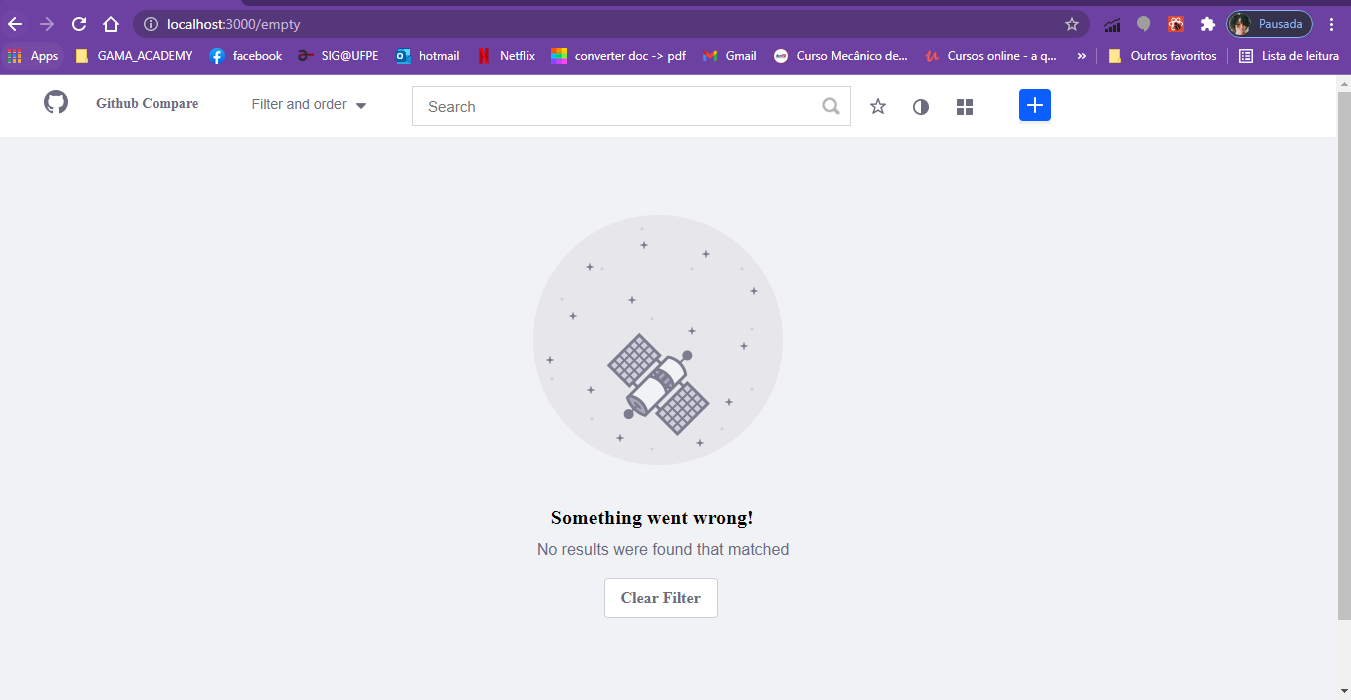 localhost:3000/empty
Pausada
Apps GAMA_ACADEMY facebook SIG@UFPE hotmail Netflix converter doc -> pdf Gmail Curso Mecânico de... Cursos online - a q... » Outros favoritos Lista de leitura
Github Compare Filter and order Search
Something went wrong!
No results were found that matched
Clear Filter